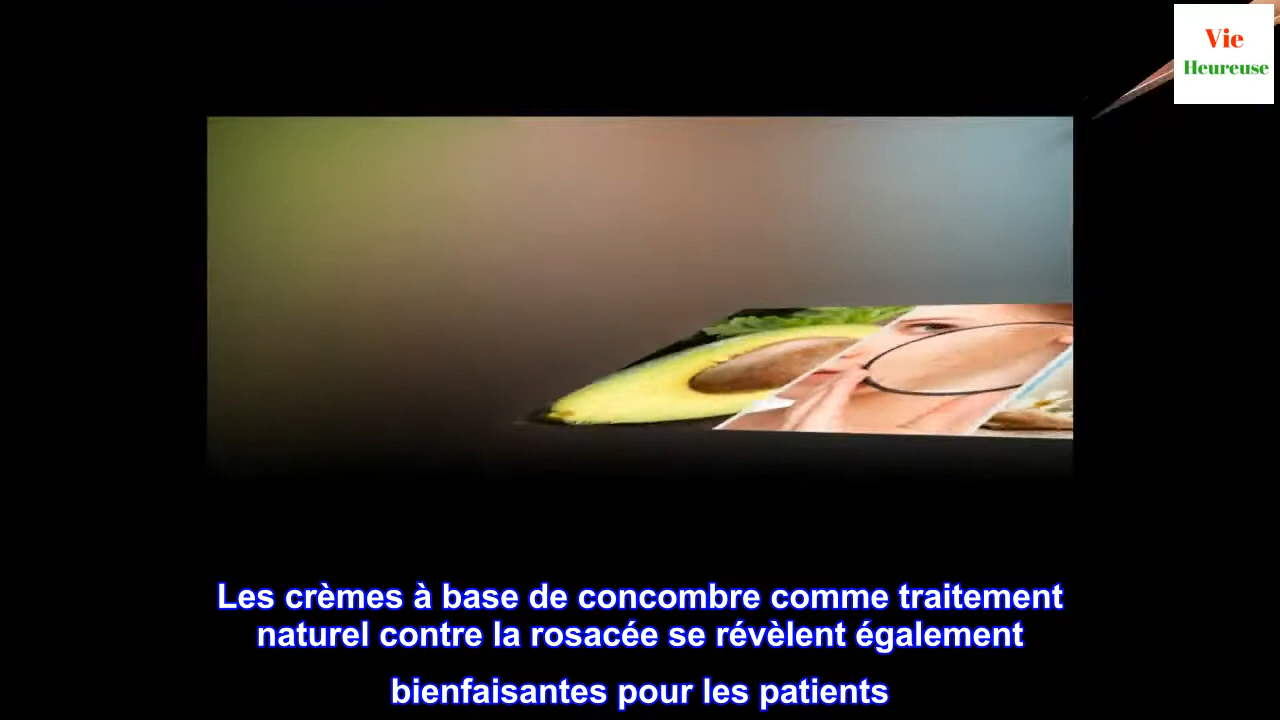 Vie
Heureuse
Les crèmes à base de concombre comme traitement
naturel contre la rosacée se révèlent également
bienfaisantes pour les patients